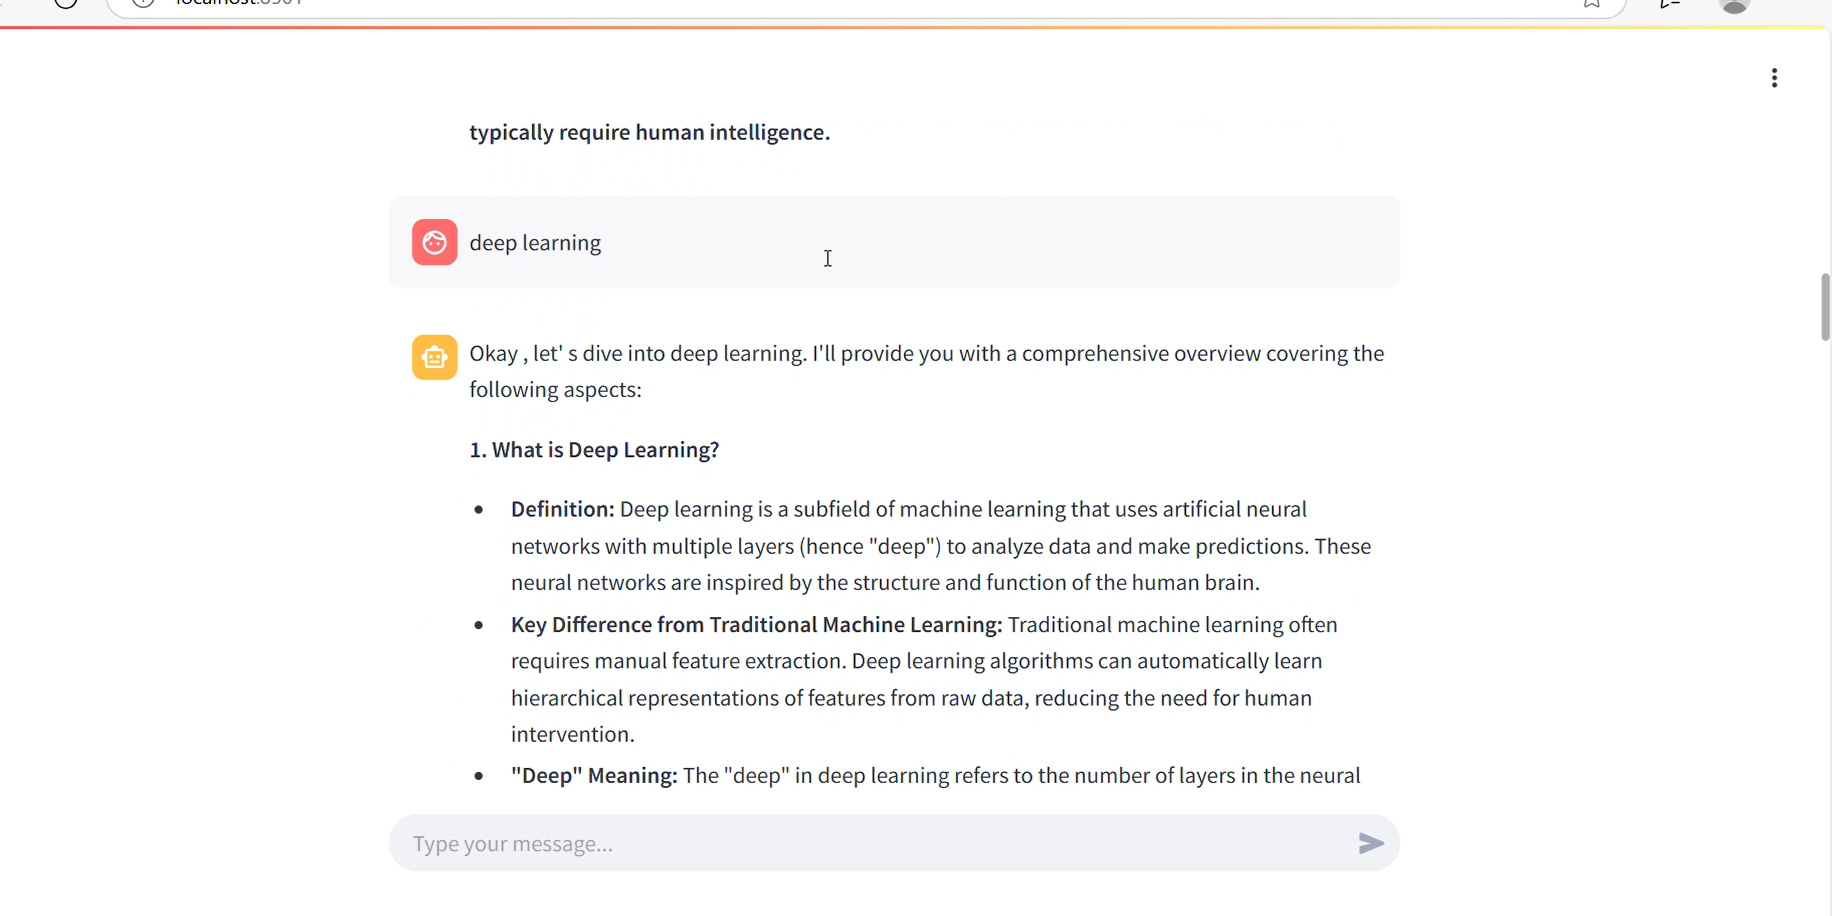 typically require human intelligence.
deep learning
Okay , let' s dive into deep learning. I'll provide you with a comprehensive overview covering the
following aspects:
1. What is Deep Learning?
• Definition: Deep learning is a subfield of machine learning that uses artificial neural
networks with multiple layers (hence "deep") to analyze data and make predictions. These
neural networks are inspired by the structure and function of the human brain.
• Key Difference from Traditional Machine Learning: Traditional machine learning often
requires manual feature extraction. Deep learning algorithms can automatically learn
hierarchical representations of features from raw data, reducing the need for human
intervention.
• "Deep" Meaning: The "deep" in deep learning refers to the number of layers in the neural
Type your message...